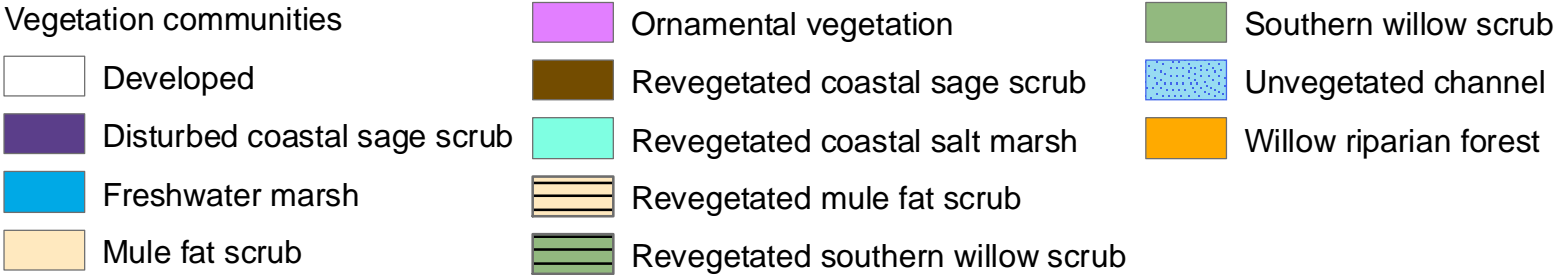 Vegetation communities
Developed
Disturbed coastal sage scrub
Freshwater marsh
Mule fat scrub
Ornamental vegetation
Revegetated coastal sage scrub
Revegetated coastal salt marsh
Revegetated mule fat scrub
Revegetated southern willow scrub
Southern willow scrub
Unvegetated channel
Willow riparian forest